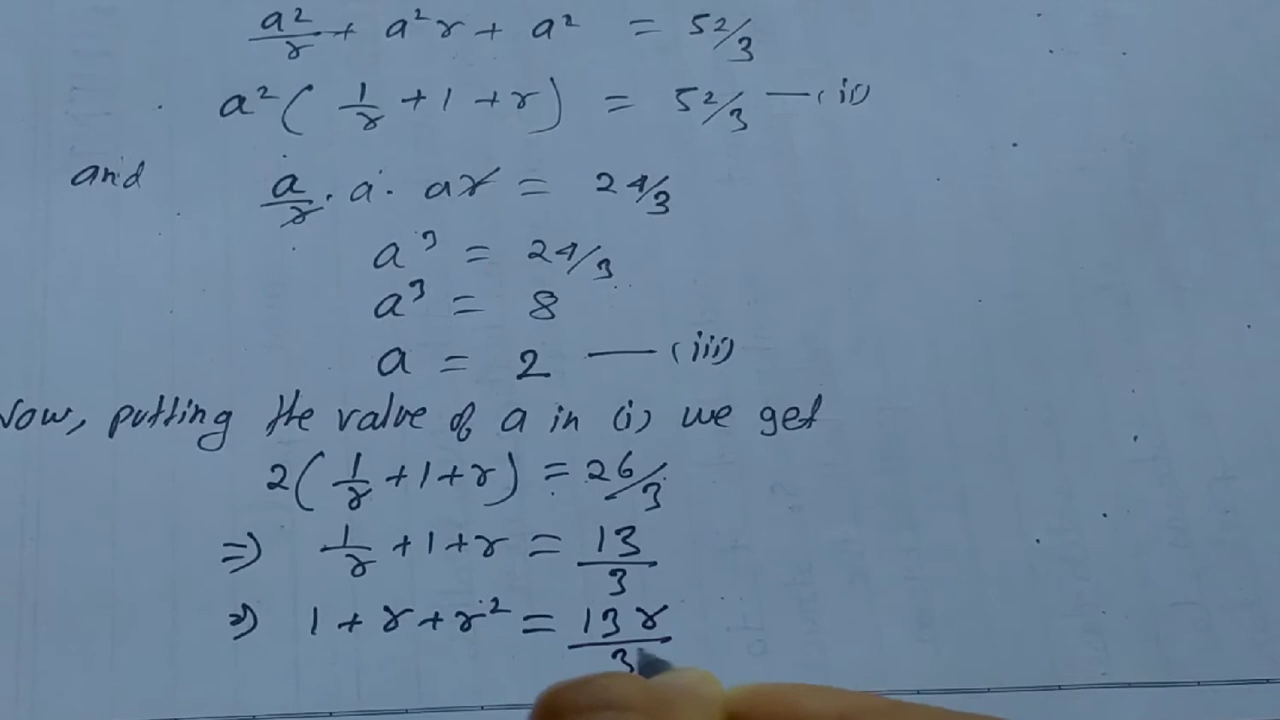 a²/r + a²r + a² = 52/3
a²(1/r + 1 + r) = 52/3 — (ii)
and a/r · a · ar = 24/3
a³ = 24/3
a³ = 8
a = 2 — (iii)
Now, putting the value of a in (i) we get
2(1/r + 1 + r) = 26/3
⇒ 1/r + 1 + r = 13/3
⇒ 1 + r + r² = 13r/3